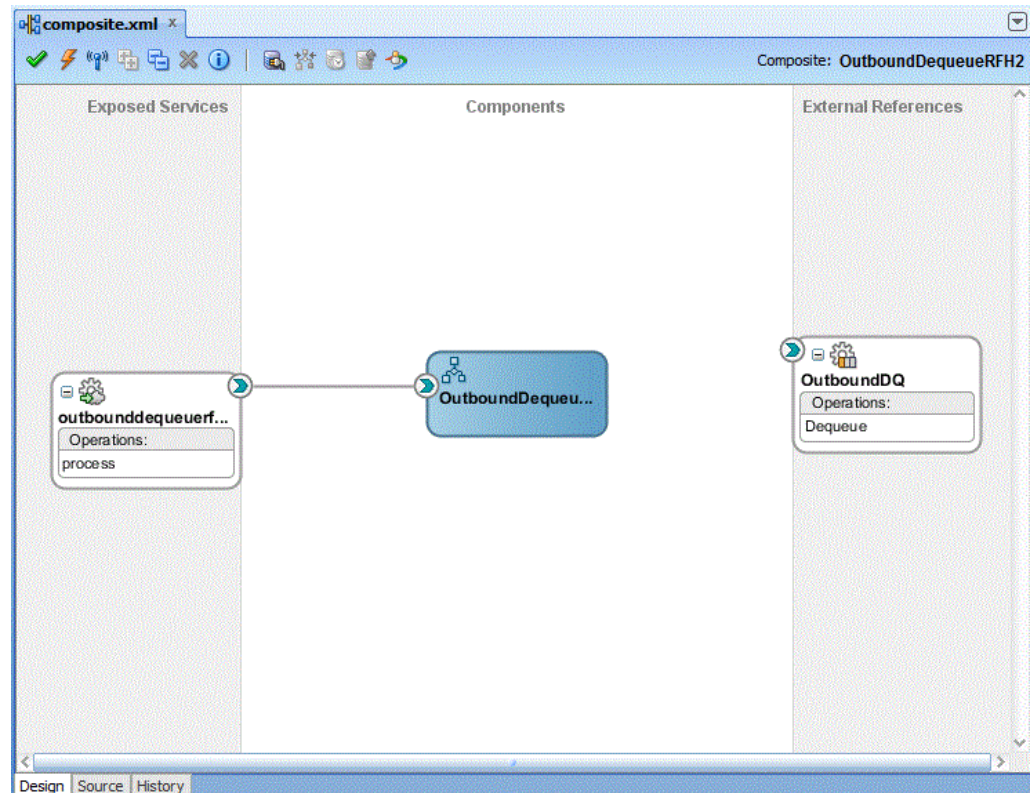 composite.xml
Composite: OutboundDequeueRFH2
Exposed Services
Components
External References
outbounddequeuerf...
Operations:
process
OutboundDequeu...
OutboundDQ
Operations:
Dequeue
Design Source History